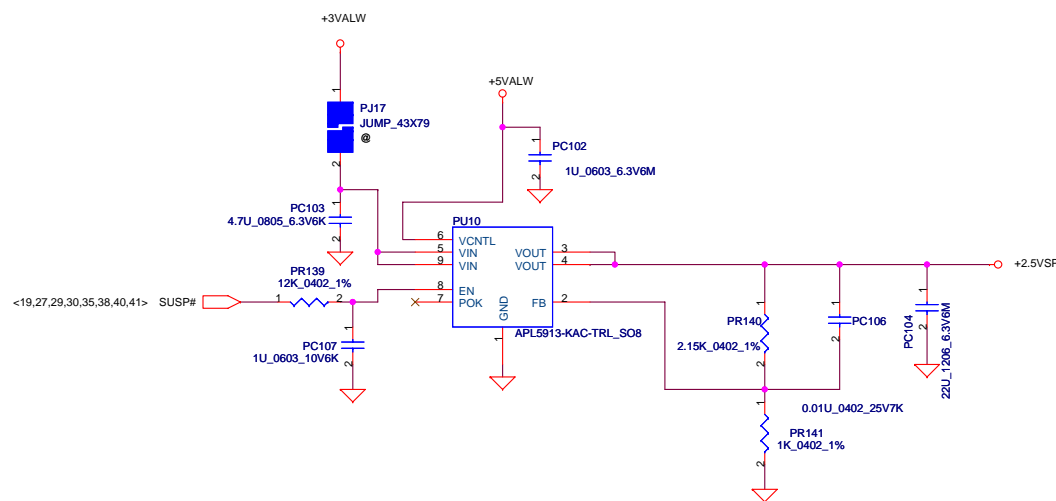 +3VALW
1
PJ17
JUMP_43X79
@
2
+5VALW
1
PC102
2
1U_0603_6.3V6M
1
PC103
4.7U_0805_6.3V6K
2
PU10
6 VCNTL
5 VIN
9 VIN
VOUT 3
VOUT 4
8 EN
7 POK
GND
FB 2
1
APL5913-KAC-TRL_SO8
+2.5VSP
PR139
12K_0402_1%
<19,27,29,30,35,38,40,41> SUSP#
1 2
1
PC107
1U_0603_10V6K
2
1
PR140
2.15K_0402_1%
2
1
PC106
2
0.01U_0402_25V7K
1
PC104
2
22U_1206_6.3V6M
1
PR141
1K_0402_1%
2